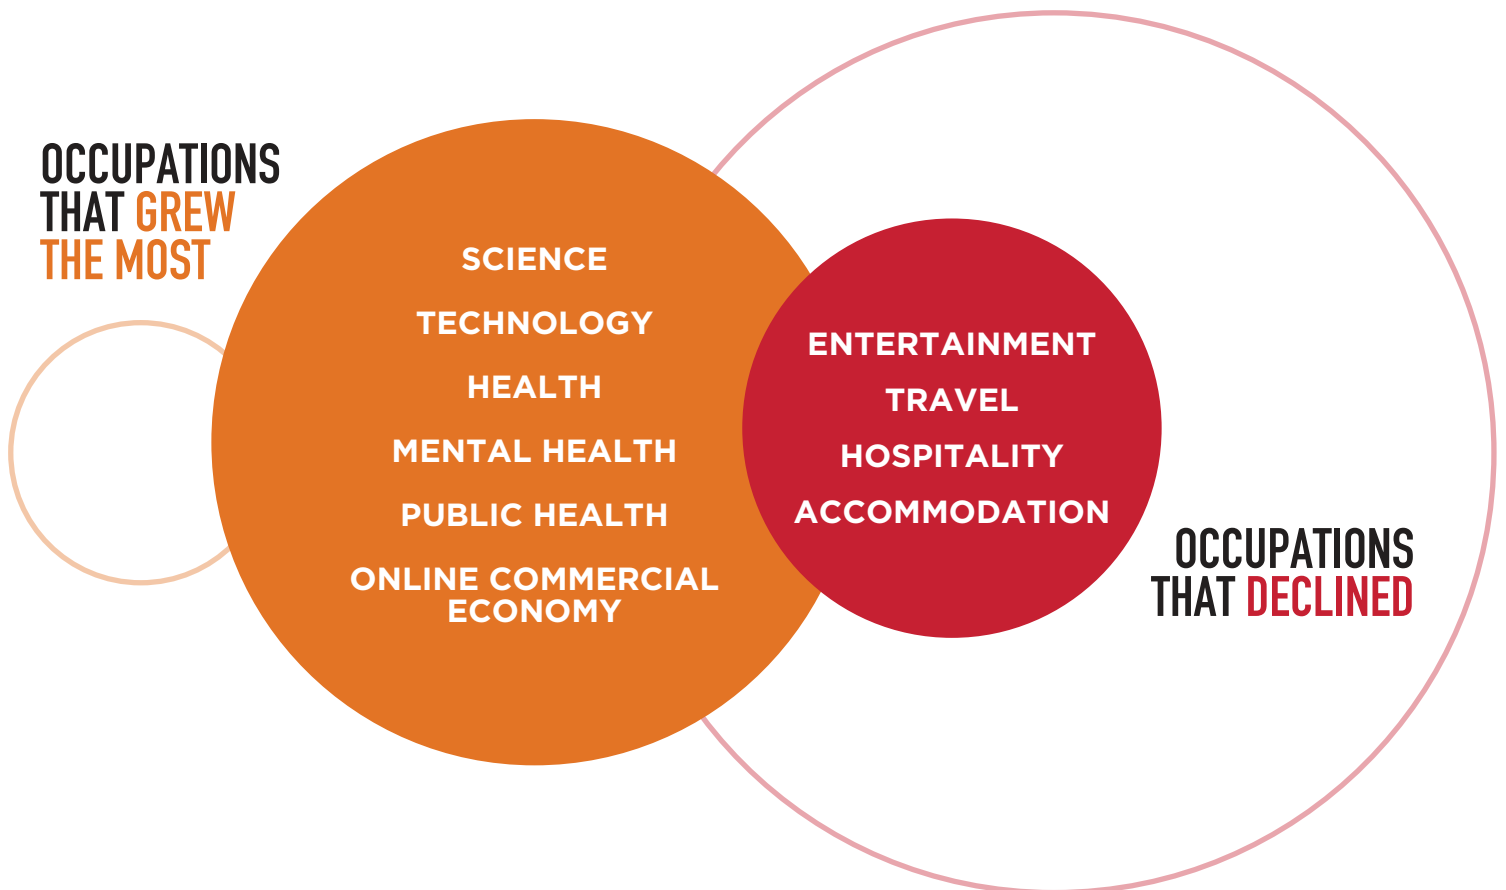 OCCUPATIONS
THAT GREW
THE MOST
SCIENCE
TECHNOLOGY
HEALTH
MENTAL HEALTH
PUBLIC HEALTH
ONLINE COMMERCIAL
ECONOMY
ENTERTAINMENT
TRAVEL
HOSPITALITY
ACCOMMODATION
OCCUPATIONS
THAT DECLINED